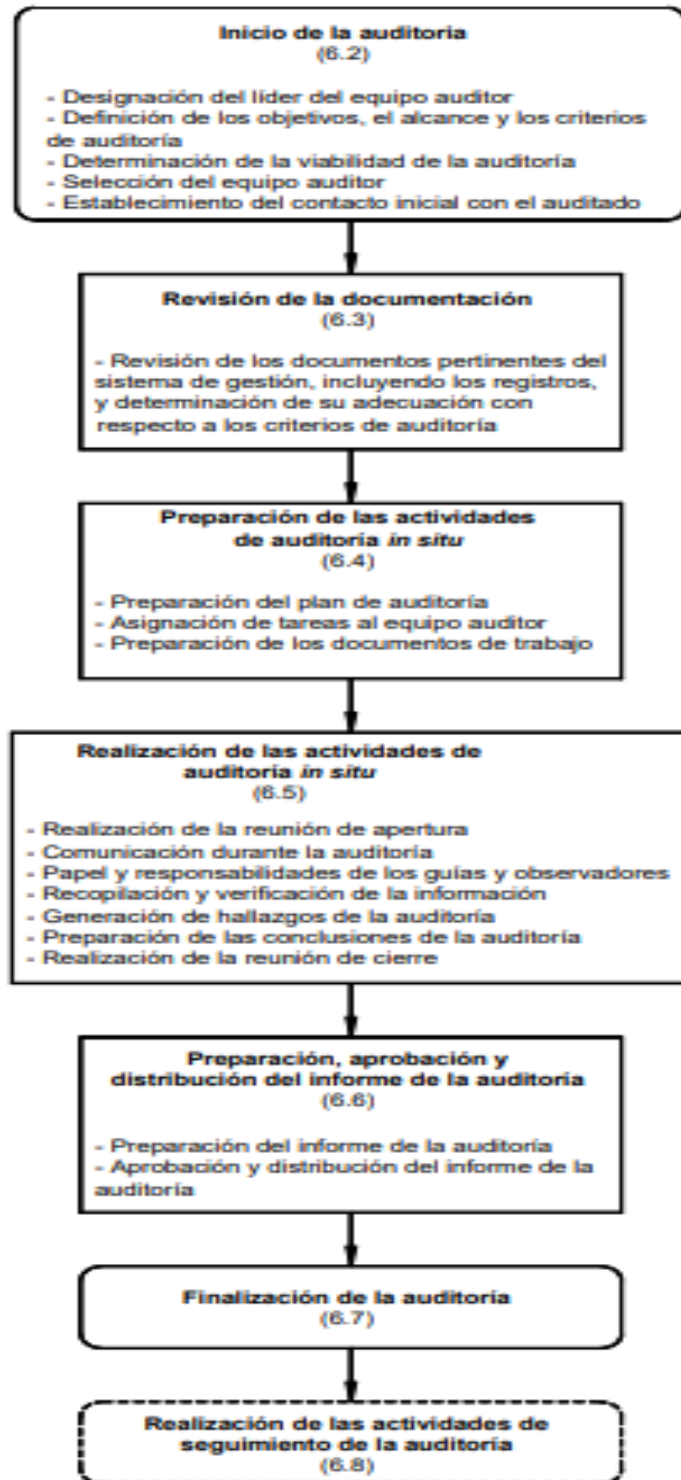 Inicio de la auditoría
(6.2)
- Designación del líder del equipo auditor
- Definición de los objetivos, el alcance y los criterios
de auditoría
- Determinación de la viabilidad de la auditoría
- Selección del equipo auditor
- Establecimiento del contacto inicial con el auditado
Revisión de la documentación
(6.3)
- Revisión de los documentos pertinentes del
sistema de gestión, incluyendo los registros,
y determinación de su adecuación con
respecto a los criterios de auditoría
Preparación de las actividades
de auditoría in situ
(6.4)
- Preparación del plan de auditoría
- Asignación de tareas al equipo auditor
- Preparación de los documentos de trabajo
Realización de las actividades de
auditoría in situ
(6.5)
- Realización de la reunión de apertura
- Comunicación durante la auditoría
- Papel y responsabilidades de los guías y observadores
- Recopilación y verificación de la información
- Generación de hallazgos de la auditoría
- Preparación de las conclusiones de la auditoría
- Realización de la reunión de cierre
Preparación, aprobación y
distribución del informe de la auditoría
(6.6)
- Preparación del informe de la auditoría
- Aprobación y distribución del informe de la
auditoría
Finalización de la auditoría
(6.7)
Realización de las actividades de
seguimiento de la auditoría
(6.8)